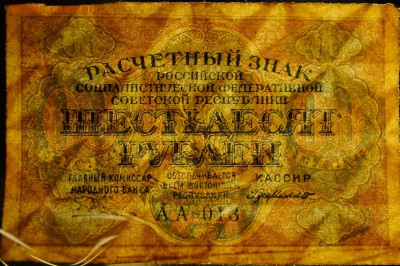 РАСЧЕТНЫЙ ЗНАК
РОССИЙСКОЙ
СОЦИАЛИСТИЧЕСКОЙ ФЕДЕРАТИВНОЙ
СОВЕТСКОЙ РЕСПУБЛИКИ
ШЕСТЬДЕСЯТ
РУБЛЕЙ
ГЛАВНЫЙ КОМИССАР
НАРОДНОГО БАНКА
ОБЕСПЕЧИВАЕТСЯ
ВСЕМ ДОСТОЯНИЕМ
РЕСПУБЛИКИ
КАССИР
АА-013